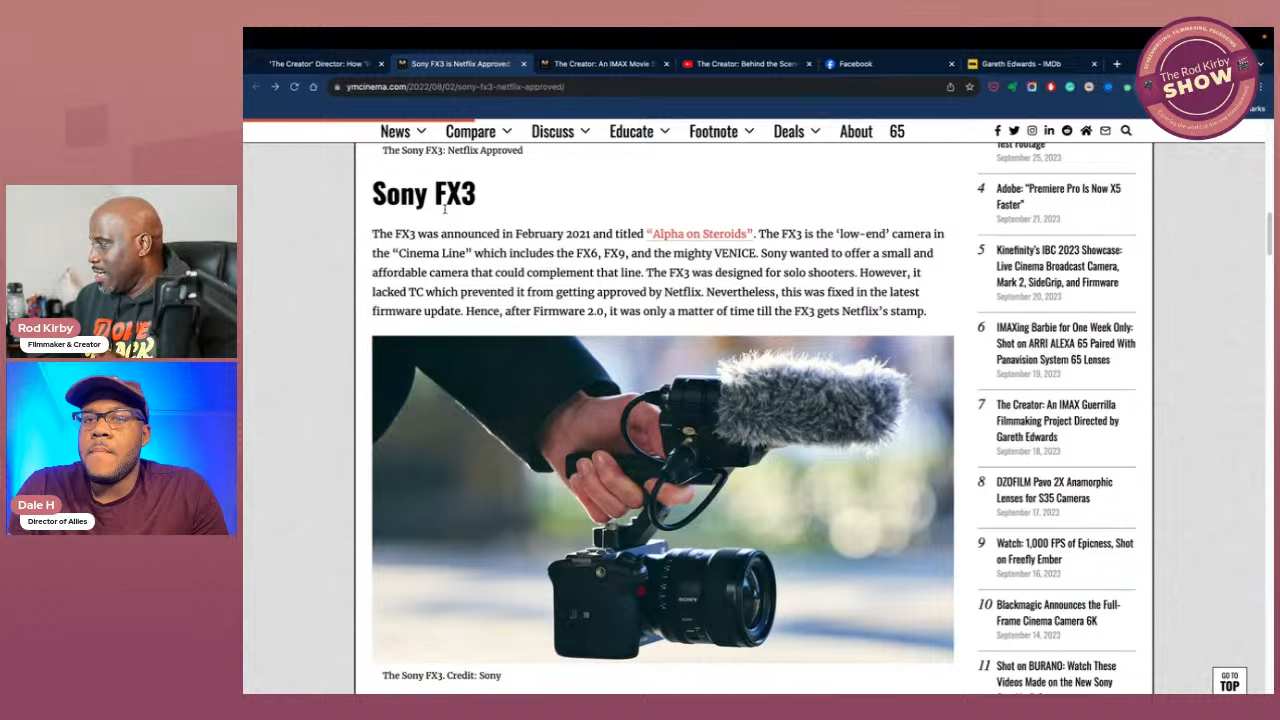 'The Creator' Director: How
Sony FX3 is Netflix Approved
The Creator: An IMAX Movie
The Creator: Behind the Scen
Facebook
Gareth Edwards - IMDb
ymcinema.com/2022/08/02/sony-fx3-netflix-approved/
The Rod Kirby
SHOW
News
Compare
Discuss
Educate
Footnote
Deals
About
65
The Sony FX3: Netflix Approved
Sony FX3
The FX3 was announced in February 2021 and titled “Alpha on Steroids”. The FX3 is the ‘low-end’ camera in
the “Cinema Line” which includes the FX6, FX9, and the mighty VENICE. Sony wanted to offer a small and
affordable camera that could complement that line. The FX3 was designed for solo shooters. However, it
lacked TC which prevented it from getting approved by Netflix. Nevertheless, this was fixed in the latest
firmware update. Hence, after Firmware 2.0, it was only a matter of time till the FX3 gets Netflix’s stamp.
SONY
The Sony FX3. Credit: Sony
Test Footage
September 25, 2023
4 Adobe: “Premiere Pro Is Now X5
Faster”
September 21, 2023
5 Kinefinity’s IBC 2023 Showcase:
Live Cinema Broadcast Camera,
Mark 2, SideGrip, and Firmware
September 20, 2023
6 IMAXing Barbie for One Week Only:
Shot on ARRI ALEXA 65 Paired With
Panavision System 65 Lenses
September 19, 2023
7 The Creator: An IMAX Guerrilla
Filmmaking Project Directed by
Gareth Edwards
September 18, 2023
8 DZOFILM Pavo 2X Anamorphic
Lenses for S35 Cameras
September 17, 2023
9 Watch: 1,000 FPS of Epicness, Shot
on Freefly Ember
September 16, 2023
10 Blackmagic Announces the Full-
Frame Cinema Camera 6K
September 14, 2023
11 Shot on BURANO: Watch These
Videos Made on the New Sony
GO TO
TOP
Rod Kirby
Filmmaker & Creator
Dale H
Director of Allies